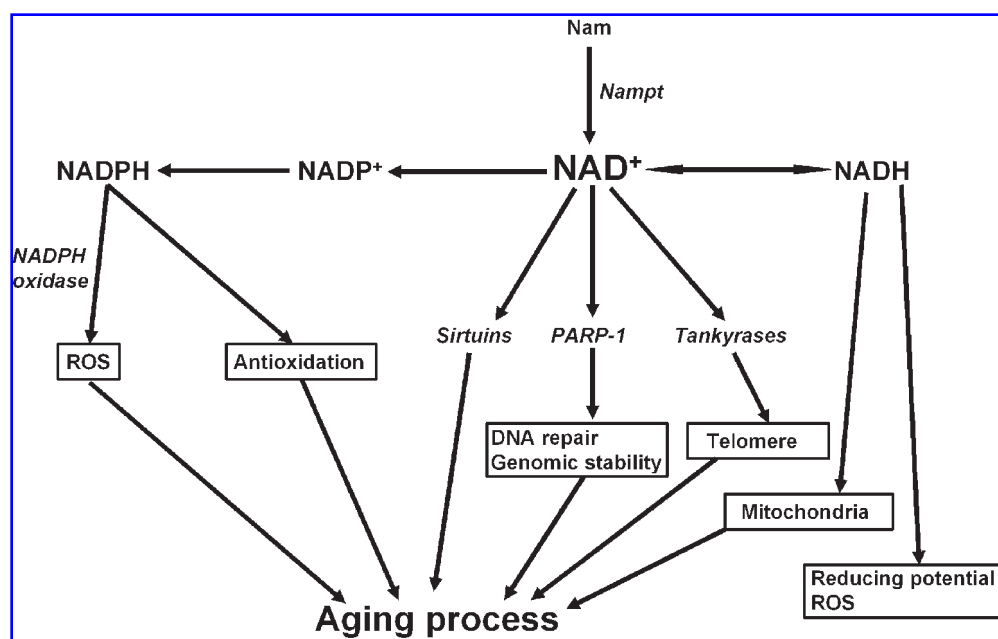 Nam
Nampt
NADPH
NADP+
NAD+
NADH
NADPH
oxidase
Sirtuins
PARP-1
Tankyrases
ROS
Antioxidation
DNA repair
Genomic stability
Telomere
Mitochondria
Reducing potential
ROS
Aging process